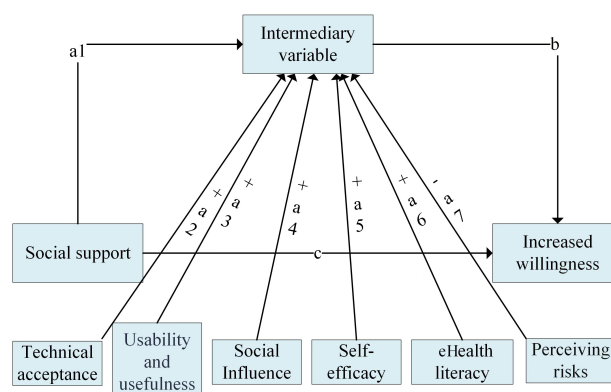 Intermediary
variable
a1
b
+
a
2
+
a
3
+
a
4
+
a
5
+
a
6
-
a
7
Social support
c
Increased
willingness
Technical
acceptance
Usability
and
usefulness
Social
Influence
Self-
efficacy
eHealth
literacy
Perceiving
risks